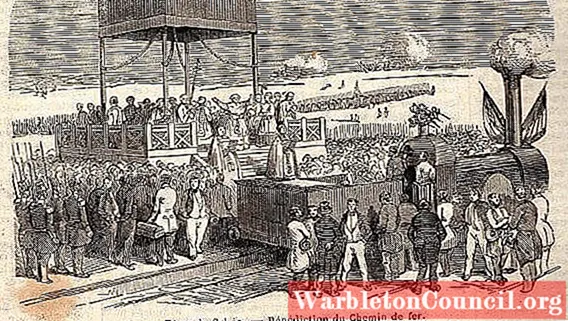 Bénédiction du Chemin de fer.
WarbletonCouncil.org